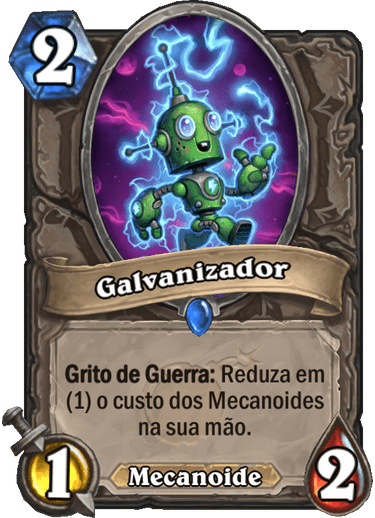 2
Galvanizador
Grito de Guerra: Reduza em
(1) o custo dos Mecanoides
na sua mão.
1
Mecanoide
2